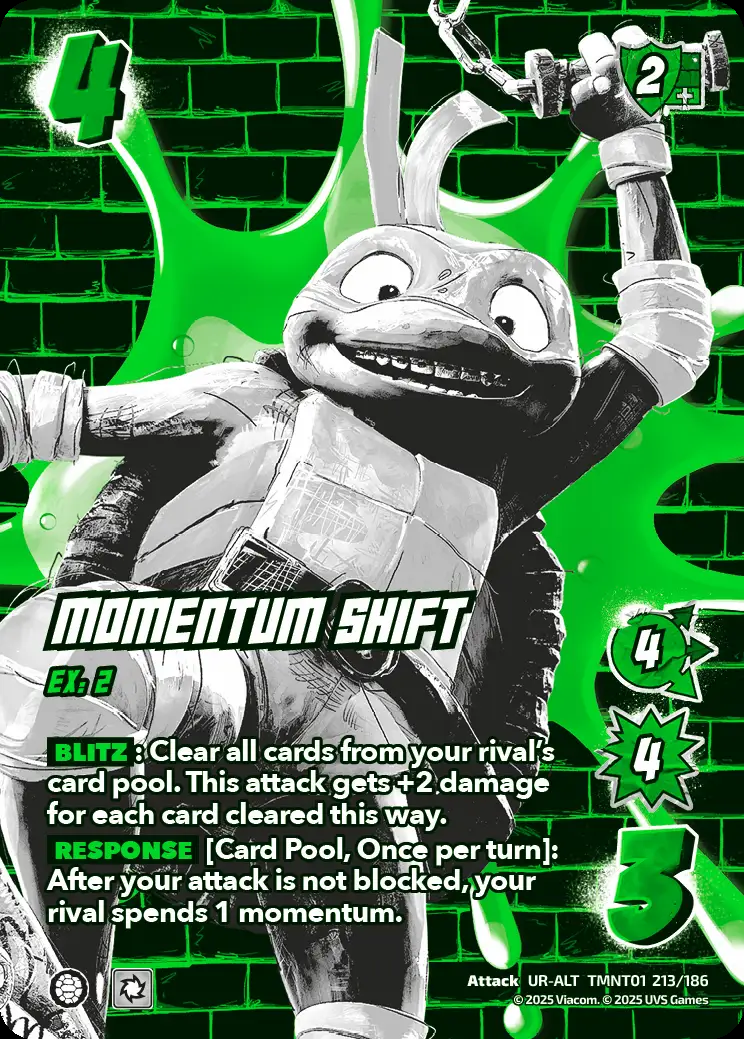 4
2
MOMENTUM SHIFT
EX: 2
4
BLITZ : Clear all cards from your rival's
card pool. This attack gets +2 damage
for each card cleared this way.
4
RESPONSE [Card Pool, Once per turn]:
After your attack is not blocked, your
rival spends 1 momentum.
3
Attack UR-ALT TMNT01 213/186
© 2025 Viacom. © 2025 UVS Games